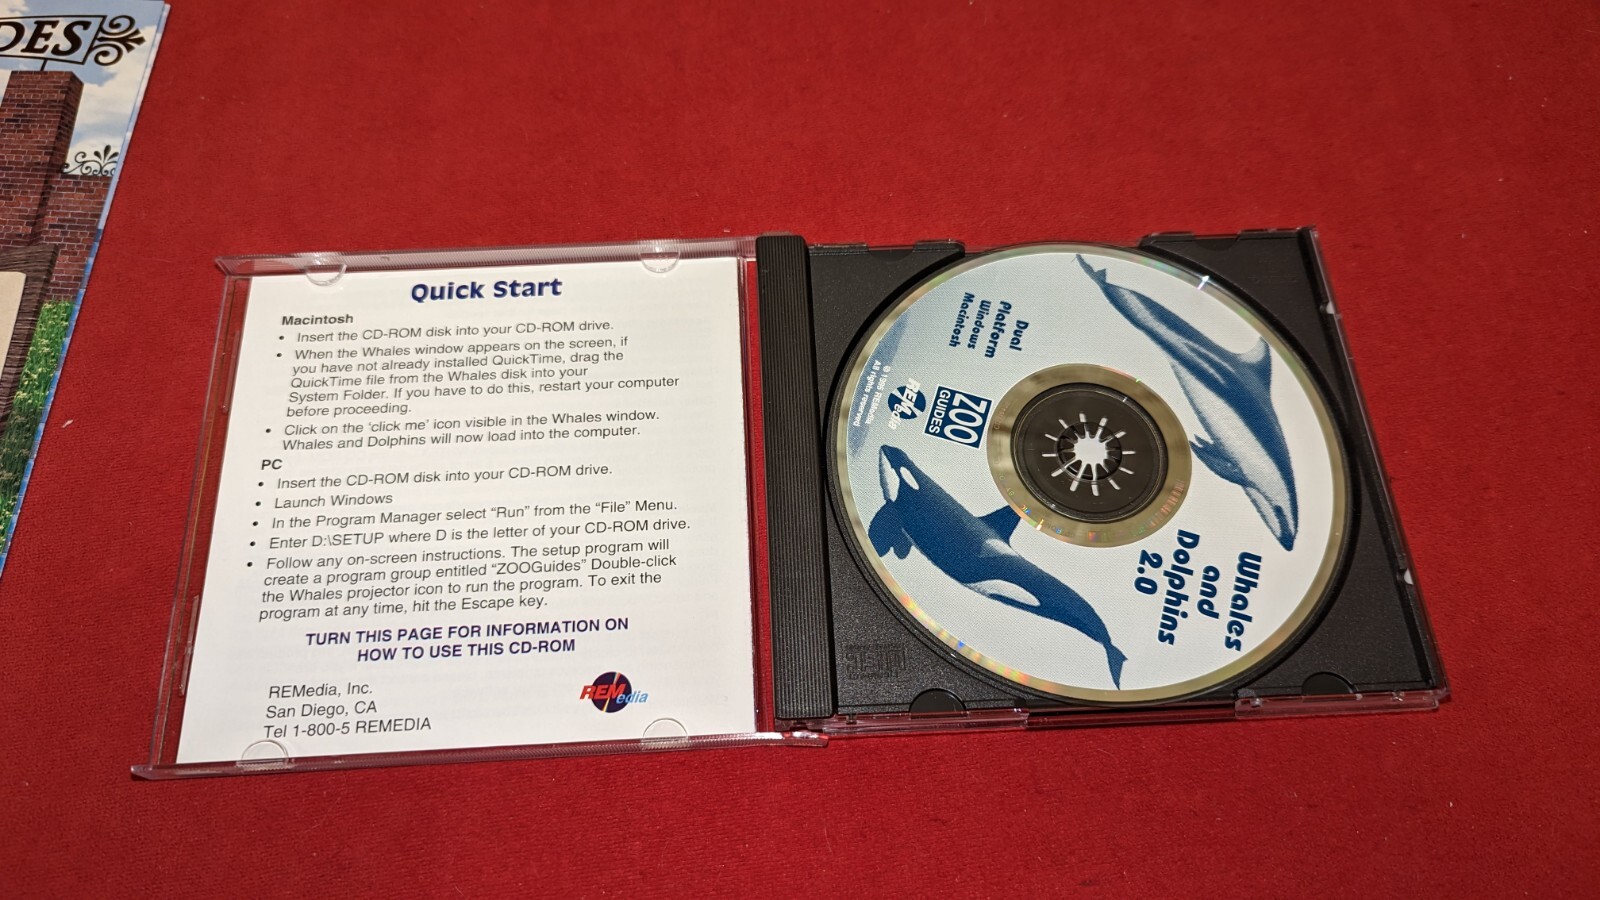 DES
Quick Start
Macintosh
• Insert the CD-ROM disk into your CD-ROM drive.
• When the Whales window appears on the screen, if
you have not already installed QuickTime, drag the
QuickTime file from the Whales disk into your
System Folder. If you have to do this, restart your computer
before proceeding.
• Click on the 'click me' icon visible in the Whales window.
Whales and Dolphins will now load into the computer.
PC
• Insert the CD-ROM disk into your CD-ROM drive.
• Launch Windows
• In the Program Manager select “Run” from the “File” Menu.
• Enter D:\SETUP where D is the letter of your CD-ROM drive.
• Follow any on-screen instructions. The setup program will
create a program group entitled “ZOOGuides” Double-click
the Whales projector icon to run the program. To exit the
program at any time, hit the Escape key.
TURN THIS PAGE FOR INFORMATION ON
HOW TO USE THIS CD-ROM
REMedia, Inc.
San Diego, CA
Tel 1-800-5 REMEDIA
REMedia
Whales
and
Dolphins
2.0
ZOO
GUIDES
REMedia
© 1996 REMedia
All rights reserved
Dual
Platform
Windows
Macintosh